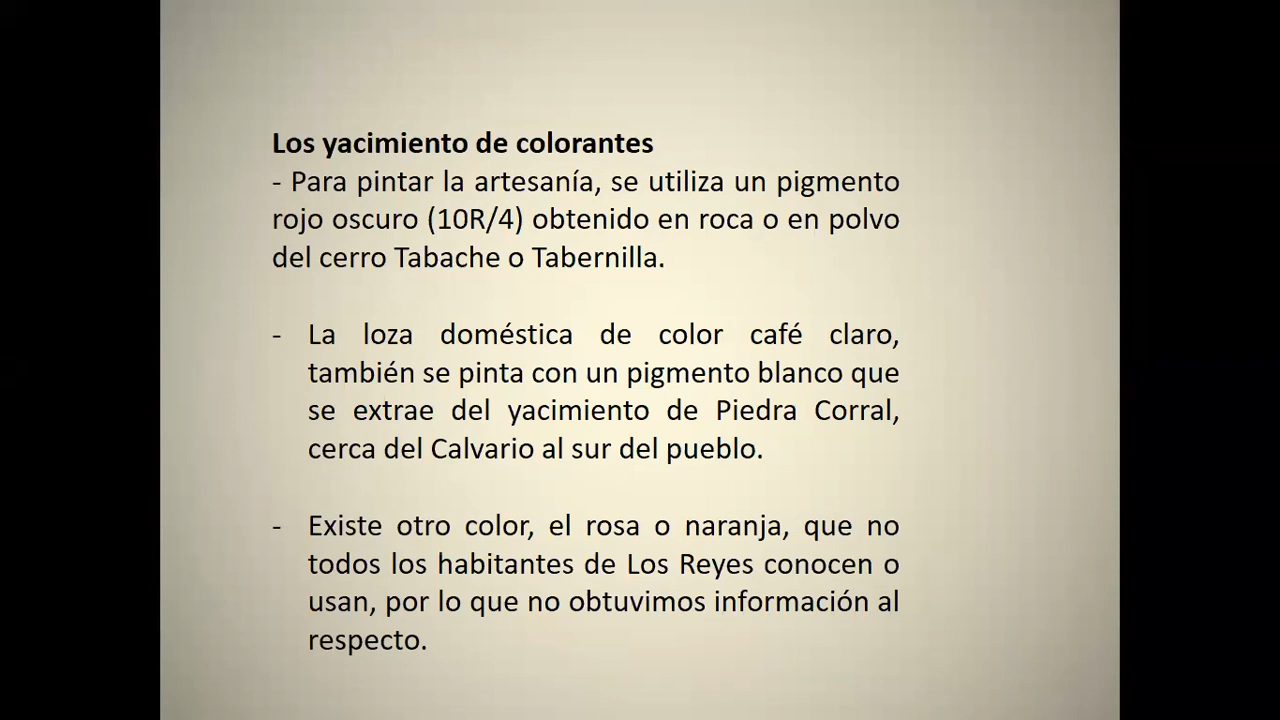 Los yacimiento de colorantes
- Para pintar la artesanía, se utiliza un pigmento
rojo oscuro (10R/4) obtenido en roca o en polvo
del cerro Tabache o Tabernilla.
- La loza doméstica de color café claro,
también se pinta con un pigmento blanco que
se extrae del yacimiento de Piedra Corral,
cerca del Calvario al sur del pueblo.
- Existe otro color, el rosa o naranja, que no
todos los habitantes de Los Reyes conocen o
usan, por lo que no obtuvimos información al
respecto.